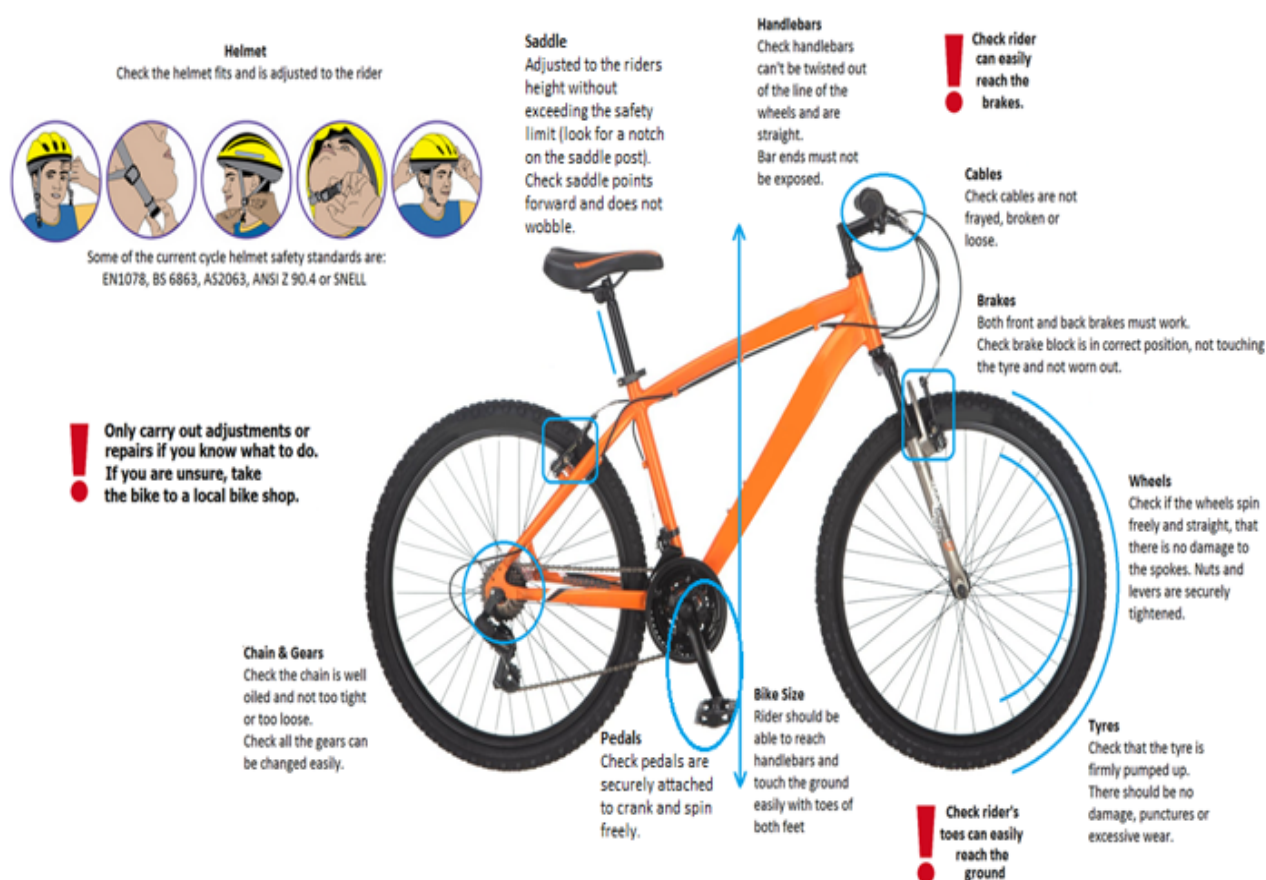 Helmet
Check the helmet fits and is adjusted to the rider
Some of the current cycle helmet safety standards are:
EN1078, BS 6863, AS2063, ANSI Z 90.4 or SNELL
Saddle
Adjusted to the riders
height without
exceeding the safety
limit (look for a notch
on the saddle post).
Check saddle points
forward and does not
wobble.
Handlebars
Check handlebars
can't be twisted out
of the line of the
wheels and are
straight.
Bar ends must not
be exposed.
Check rider
can easily
reach the
brakes.
Cables
Check cables are not
frayed, broken or
loose.
Brakes
Both front and back brakes must work.
Check brake block is in correct position, not touching
the tyre and not worn out.
Only carry out adjustments or
repairs if you know what to do.
If you are unsure, take
the bike to a local bike shop.
Wheels
Check if the wheels spin
freely and straight, that
there is no damage to
the spokes. Nuts and
levers are securely
tightened.
Chain & Gears
Check the chain is well
oiled and not too tight
or too loose.
Check all the gears can
be changed easily.
Pedals
Check pedals are
securely attached
to crank and spin
freely.
Bike Size
Rider should be
able to reach
handlebars and
touch the ground
easily with toes of
both feet
Tyres
Check that the tyre is
firmly pumped up.
There should be no
damage, punctures or
excessive wear.
Check rider's
toes can easily
reach the
ground